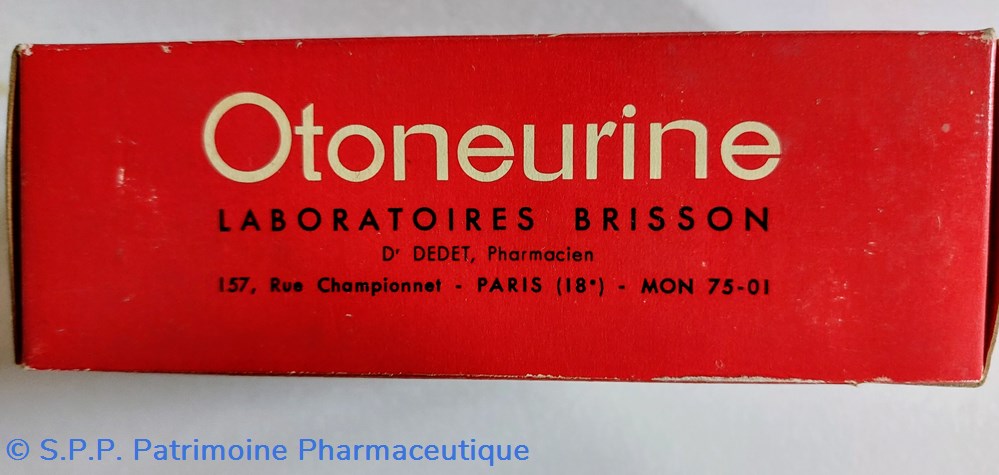 Otoneurine
LABORATOIRES BRISSON
Dr DEDET, Pharmacien
157, Rue Championnet - PARIS (18e) - MON 75-01
© S.P.P. Patrimoine Pharmaceutique